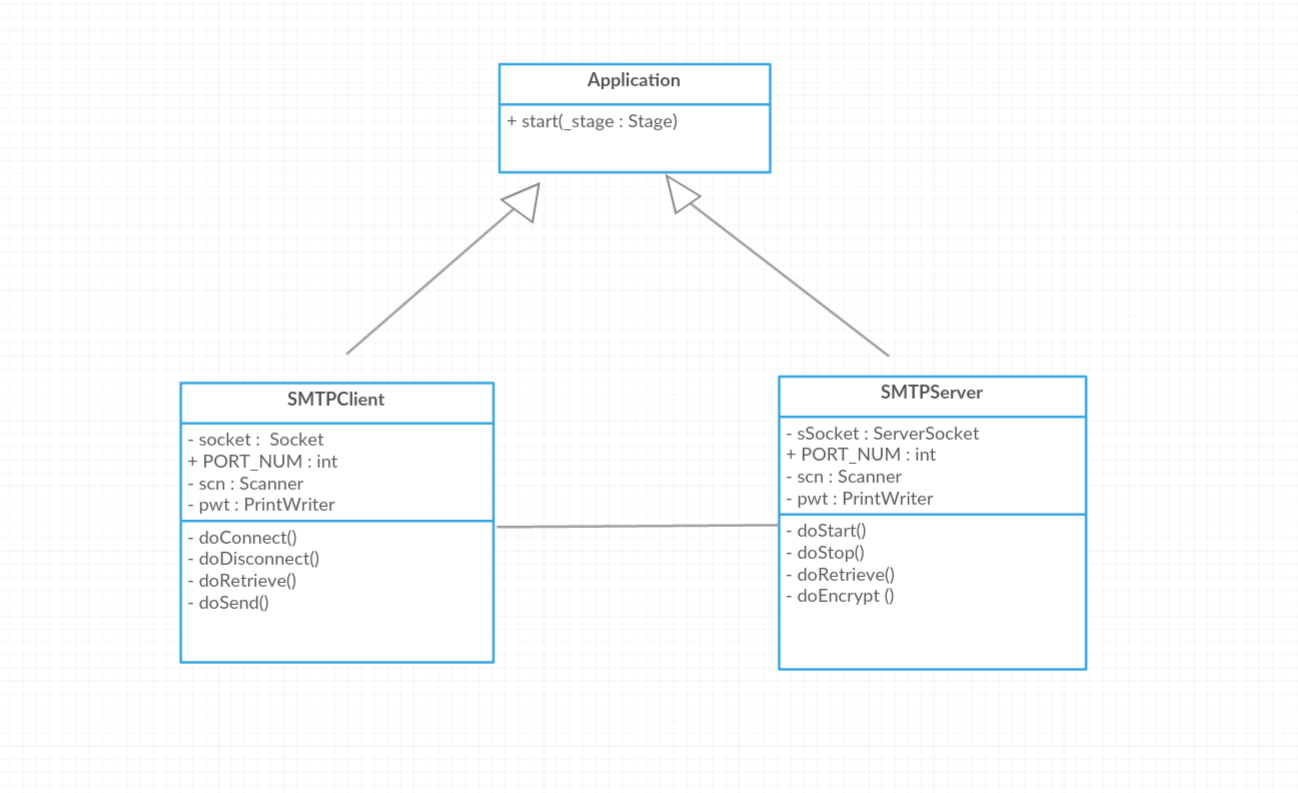 Application
+ start(_stage : Stage)
SMTPClient
- socket :  Socket
+ PORT_NUM : int
- scn : Scanner
- pwt : PrintWriter
- doConnect()
- doDisconnect()
- doRetrieve()
- doSend()
SMTPServer
- sSocket : ServerSocket
+ PORT_NUM : int
- scn : Scanner
- pwt : PrintWriter
- doStart()
- doStop()
- doRetrieve()
- doEncrypt ()